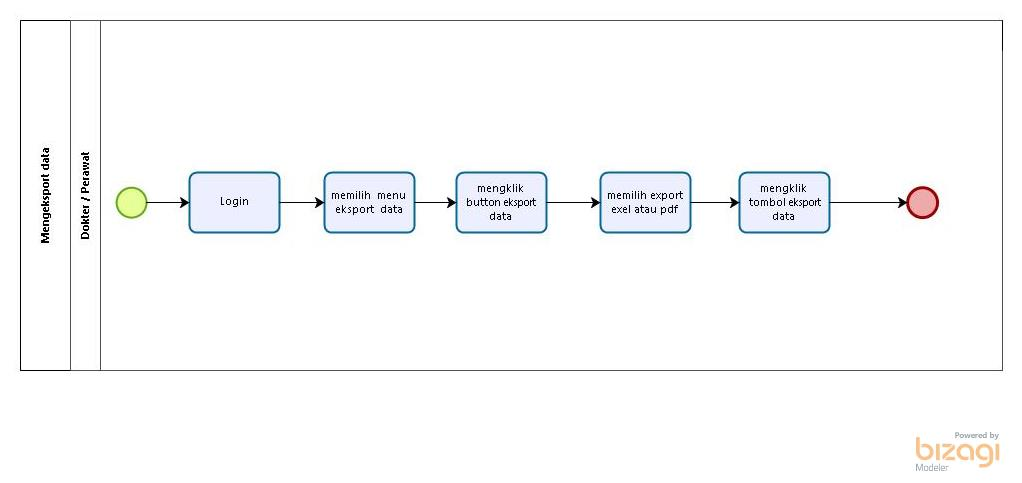 Mengeksport data
Dokter / Perawat
Login
memilih menu
eksport data
mengklik
button eksport
data
memilih export
exel atau pdf
mengklik
tombol eksport
data
Powered by
bizagi
Modeler